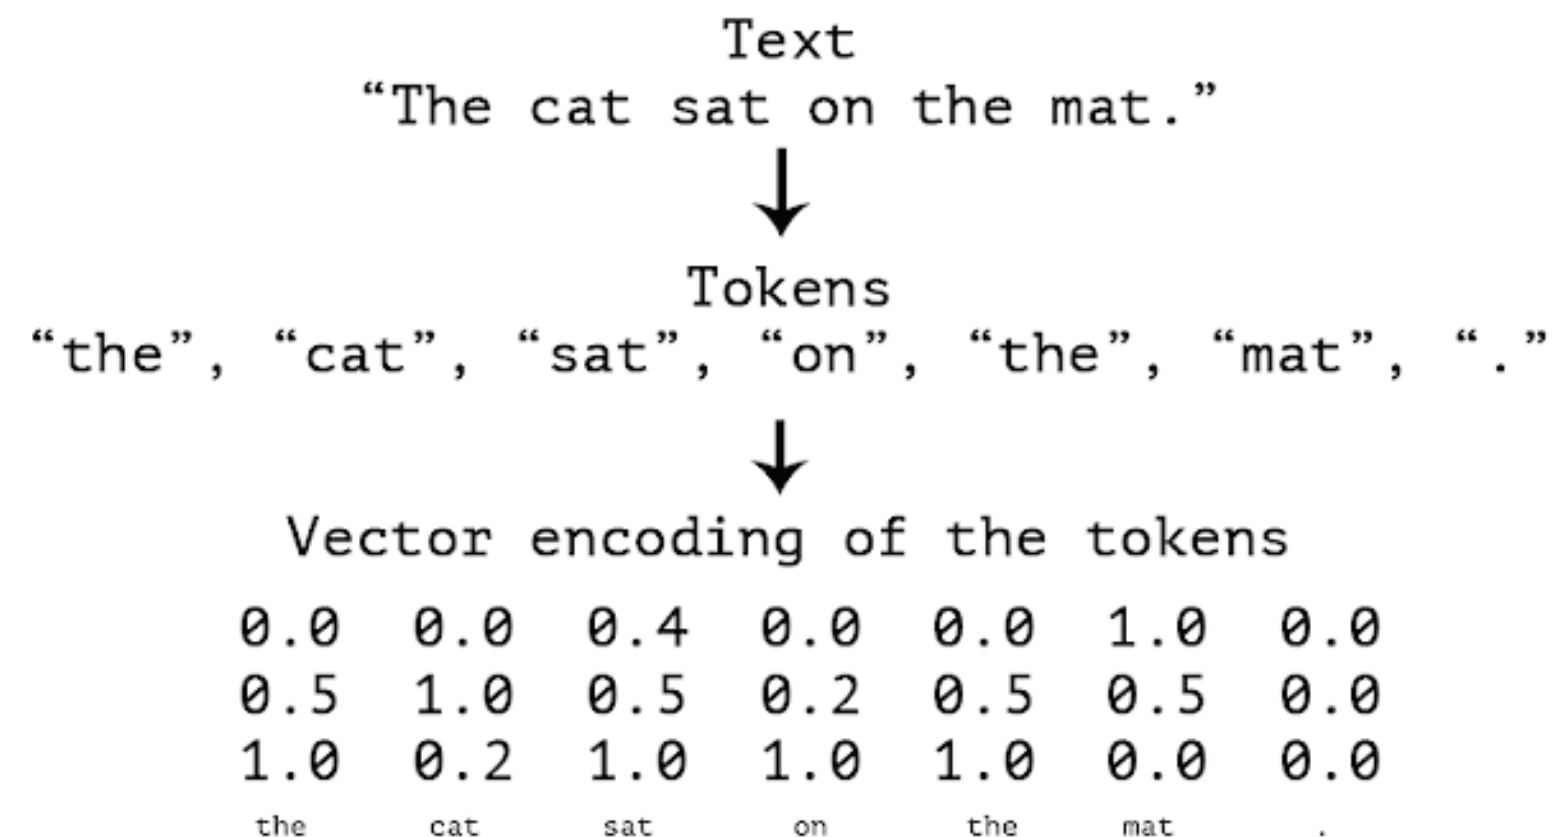 Text
“The cat sat on the mat.”
Tokens
“the”, “cat”, “sat”, “on”, “the”, “mat”, “.”
Vector encoding of the tokens
0.0 0.0 0.4 0.0 0.0 1.0 0.0
0.5 1.0 0.5 0.2 0.5 0.5 0.0
1.0 0.2 1.0 1.0 1.0 0.0 0.0
the cat sat on the mat .